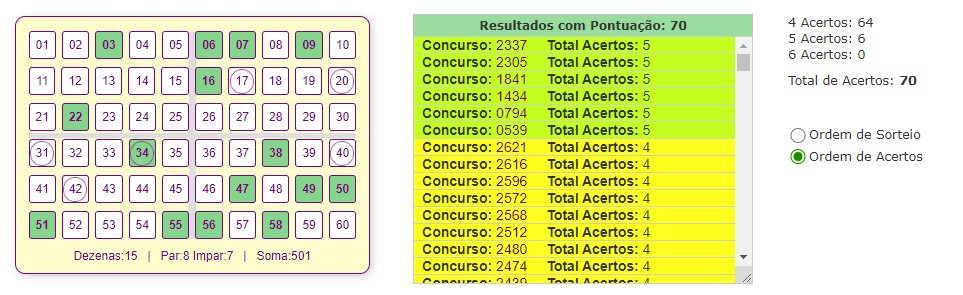 01 02 03 04 05 06 07 08 09 10
11 12 13 14 15 16 17 18 19 20
21 22 23 24 25 26 27 28 29 30
31 32 33 34 35 36 37 38 39 40
41 42 43 44 45 46 47 48 49 50
51 52 53 54 55 56 57 58 59 60
Dezenas:15 | Par:8 Impar:7 | Soma:501
Resultados com Pontuação: 70
Concurso: 2337 Total Acertos: 5
Concurso: 2305 Total Acertos: 5
Concurso: 1841 Total Acertos: 5
Concurso: 1434 Total Acertos: 5
Concurso: 0794 Total Acertos: 5
Concurso: 0539 Total Acertos: 5
Concurso: 2621 Total Acertos: 4
Concurso: 2616 Total Acertos: 4
Concurso: 2596 Total Acertos: 4
Concurso: 2572 Total Acertos: 4
Concurso: 2568 Total Acertos: 4
Concurso: 2512 Total Acertos: 4
Concurso: 2480 Total Acertos: 4
Concurso: 2474 Total Acertos: 4
Concurso: 2439 Total Acertos: 4
4 Acertos: 64
5 Acertos: 6
6 Acertos: 0
Total de Acertos: 70
Ordem de Sorteio
Ordem de Acertos